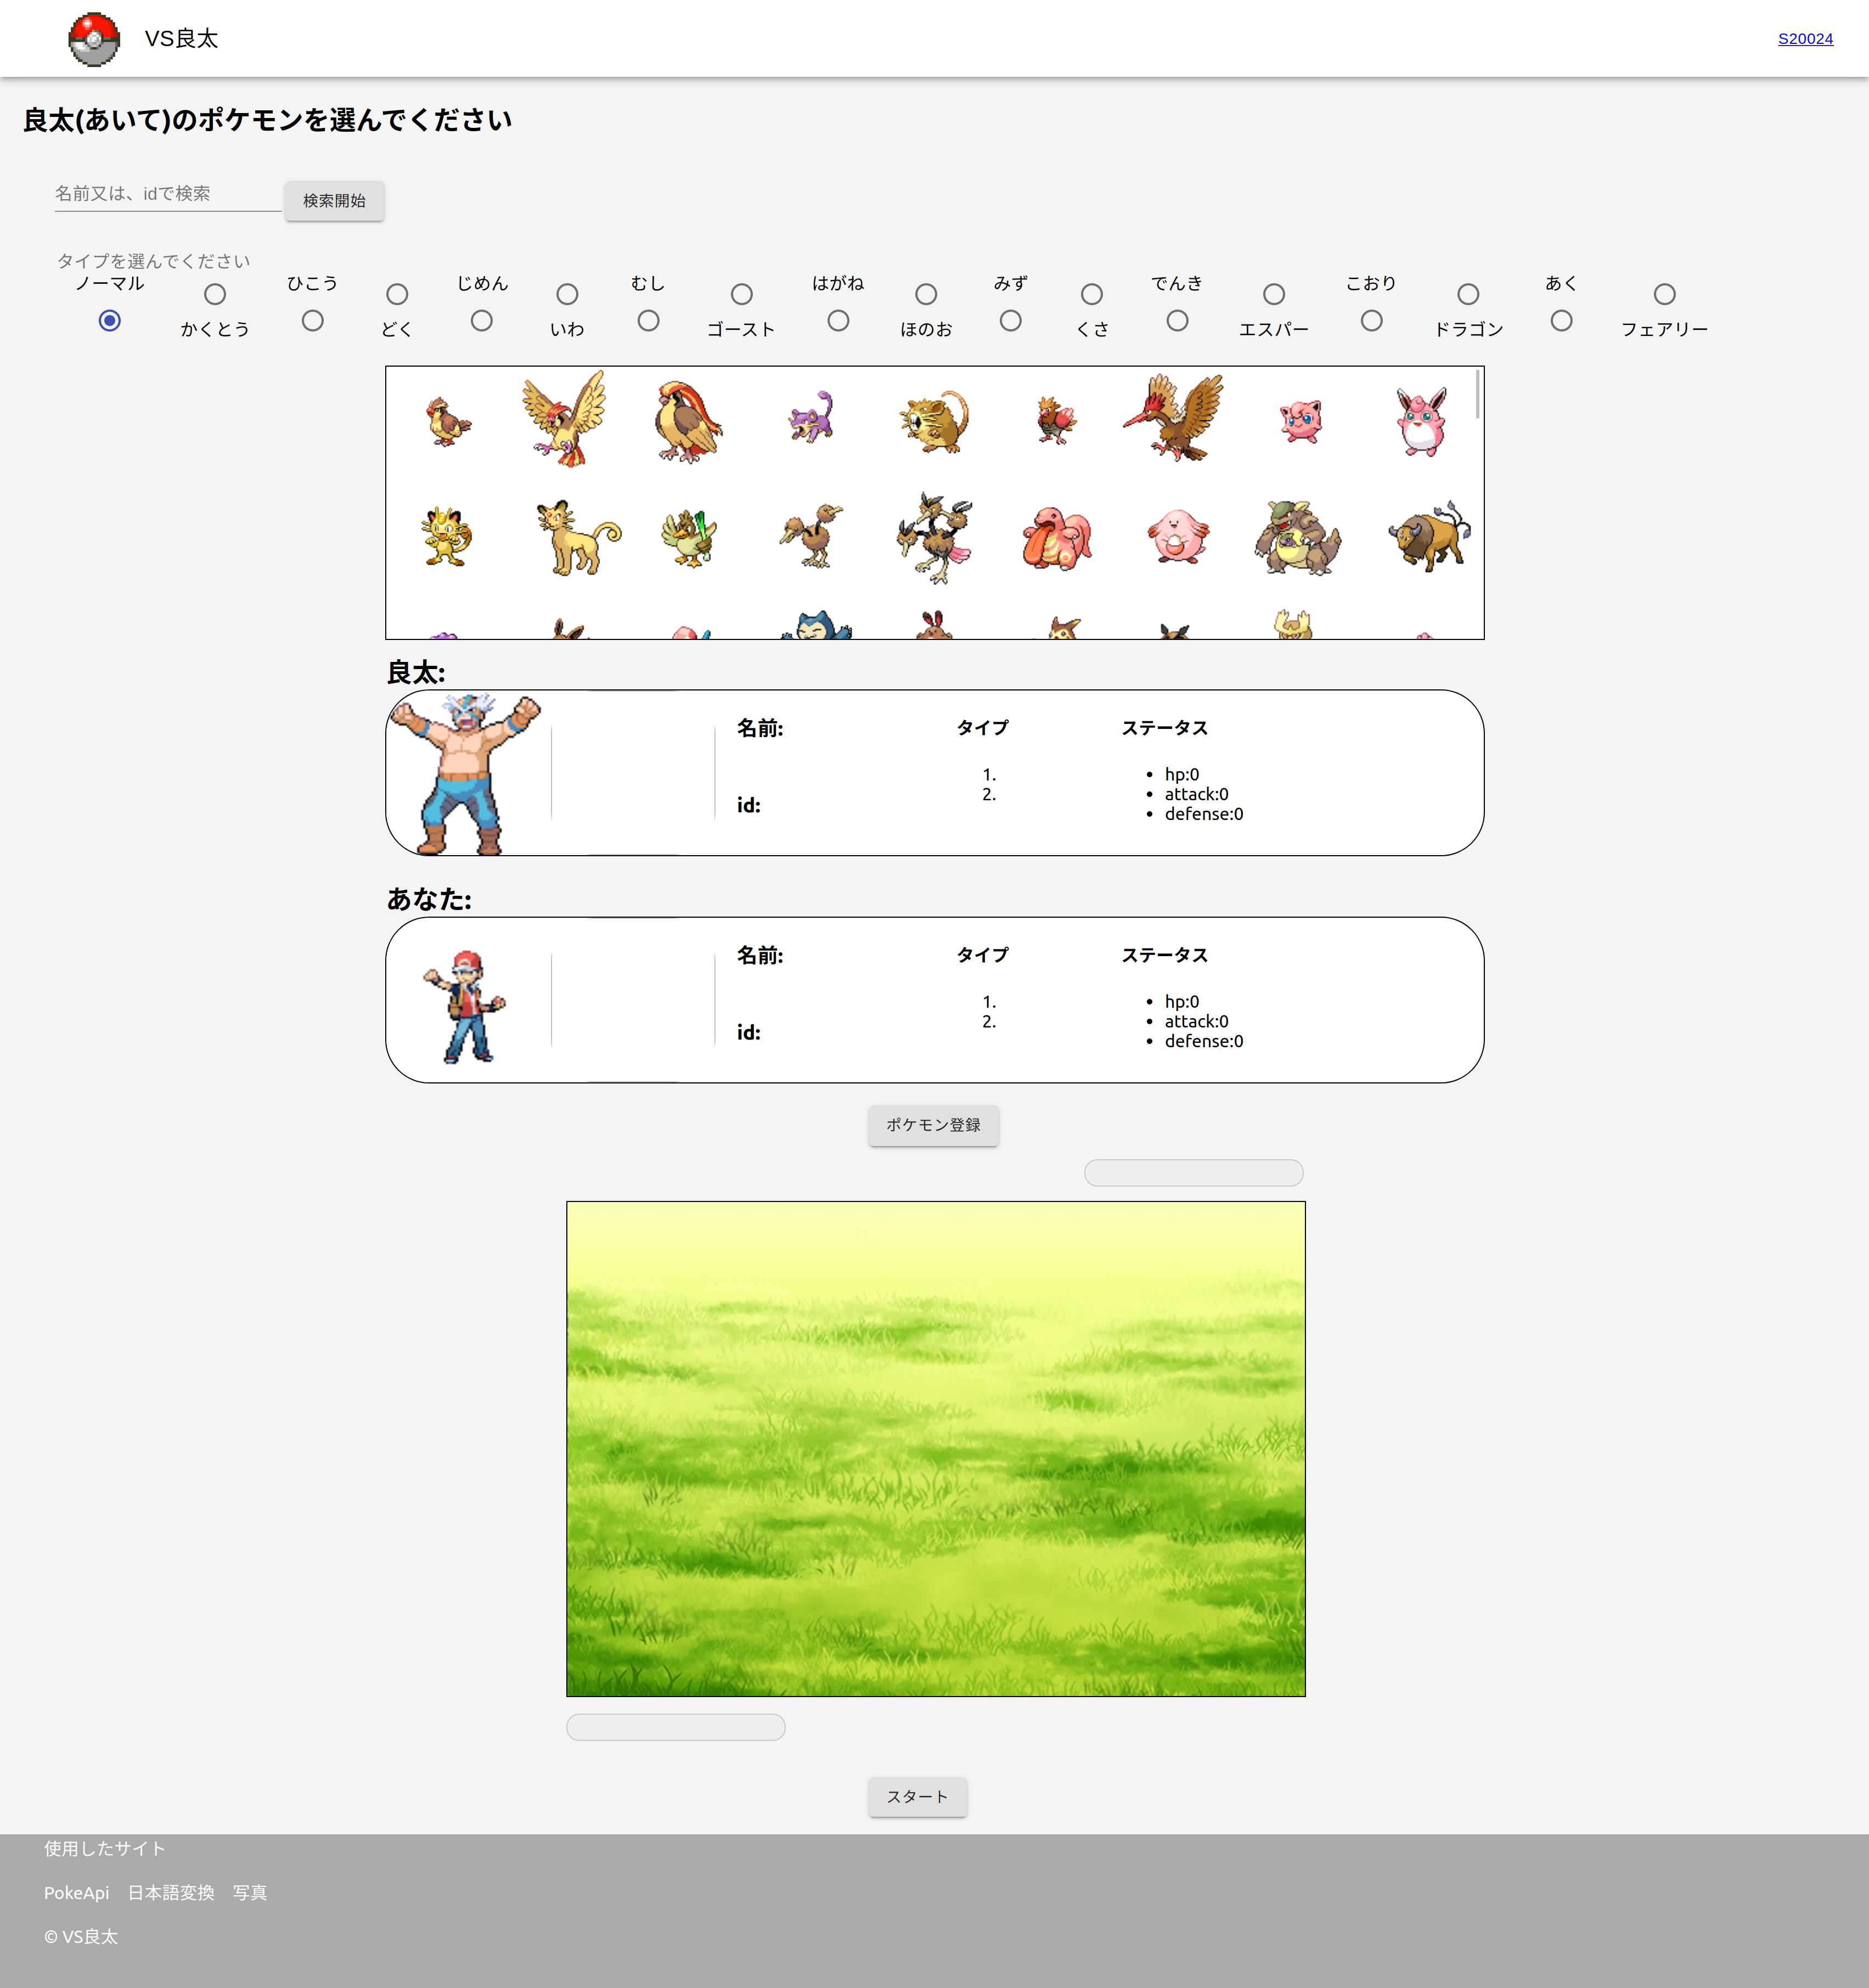 VS良太
S20024
良太(あいて)のポケモンを選んでください
名前又は、idで検索
検索開始
タイプを選んでください
ノーマル
かくとう
ひこう
どく
じめん
いわ
むし
ゴースト
はがね
ほのお
みず
くさ
でんき
エスパー
こおり
ドラゴン
あく
フェアリー
良太:
名前:
id:
タイプ
1.
2.
ステータス
• hp:0
• attack:0
• defense:0
あなた:
名前:
id:
タイプ
1.
2.
ステータス
• hp:0
• attack:0
• defense:0
ポケモン登録
スタート
使用したサイト
PokeApi 日本語変換 写真
© VS良太